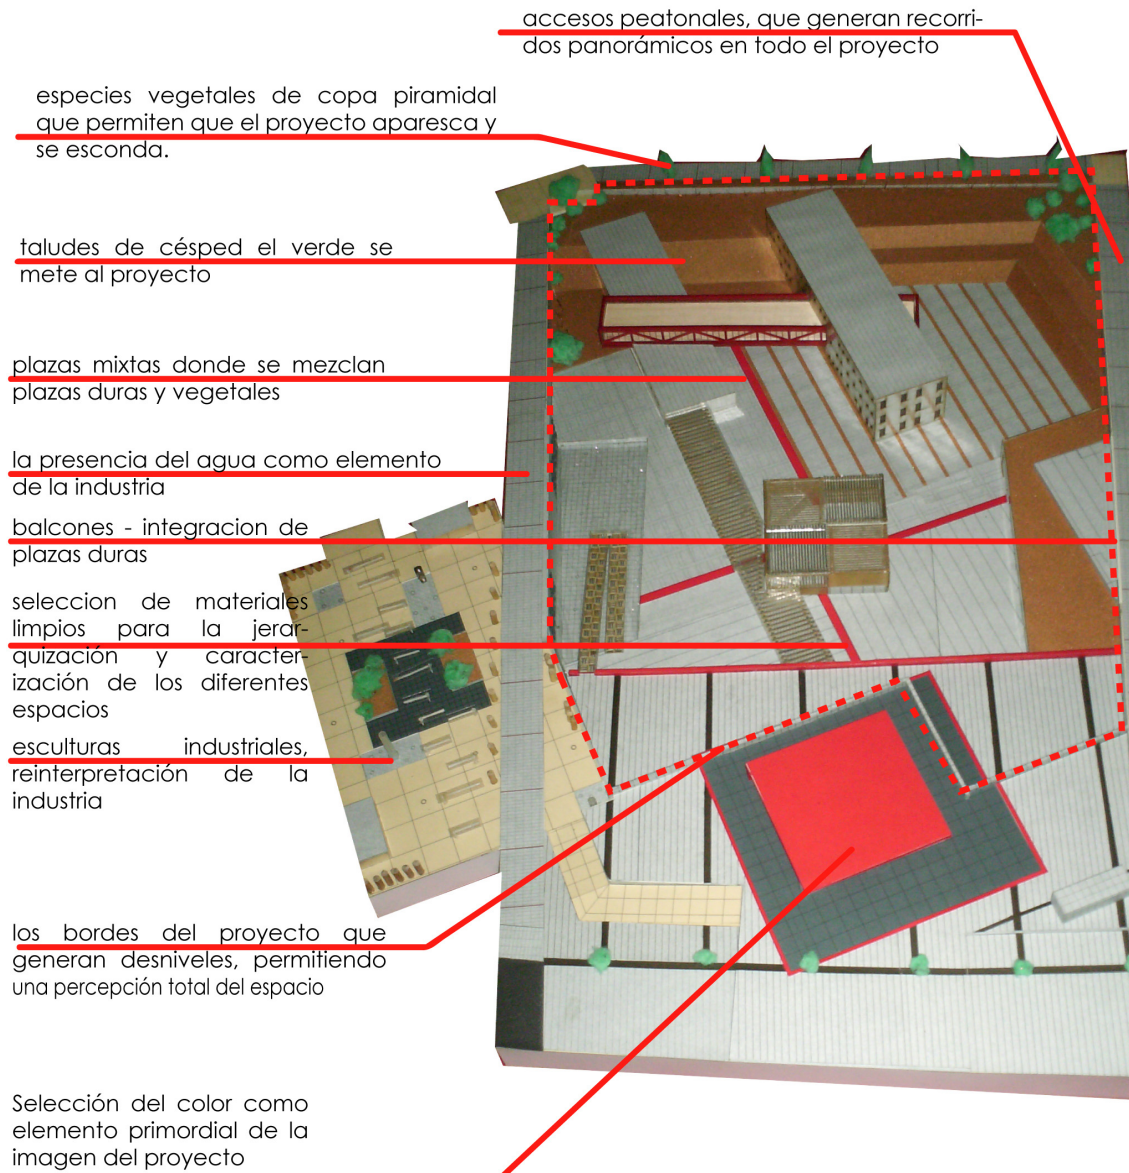 accesos peatonales, que generan recorri-
dos panorámicos en todo el proyecto
especies vegetales de copa piramidal
que permiten que el proyecto aparesca y
se esconda.
taludes de césped el verde se
mete al proyecto
plazas mixtas donde se mezclan
plazas duras y vegetales
la presencia del agua como elemento
de la industria
balcones - integracion de
plazas duras
seleccion de materiales
limpios para la jerar-
quización y caracter-
ización de los diferentes
espacios
esculturas industriales,
reinterpretación de la
industria
los bordes del proyecto que
generan desniveles, permitiendo
una percepción total del espacio
Selección del color como
elemento primordial de la
imagen del proyecto